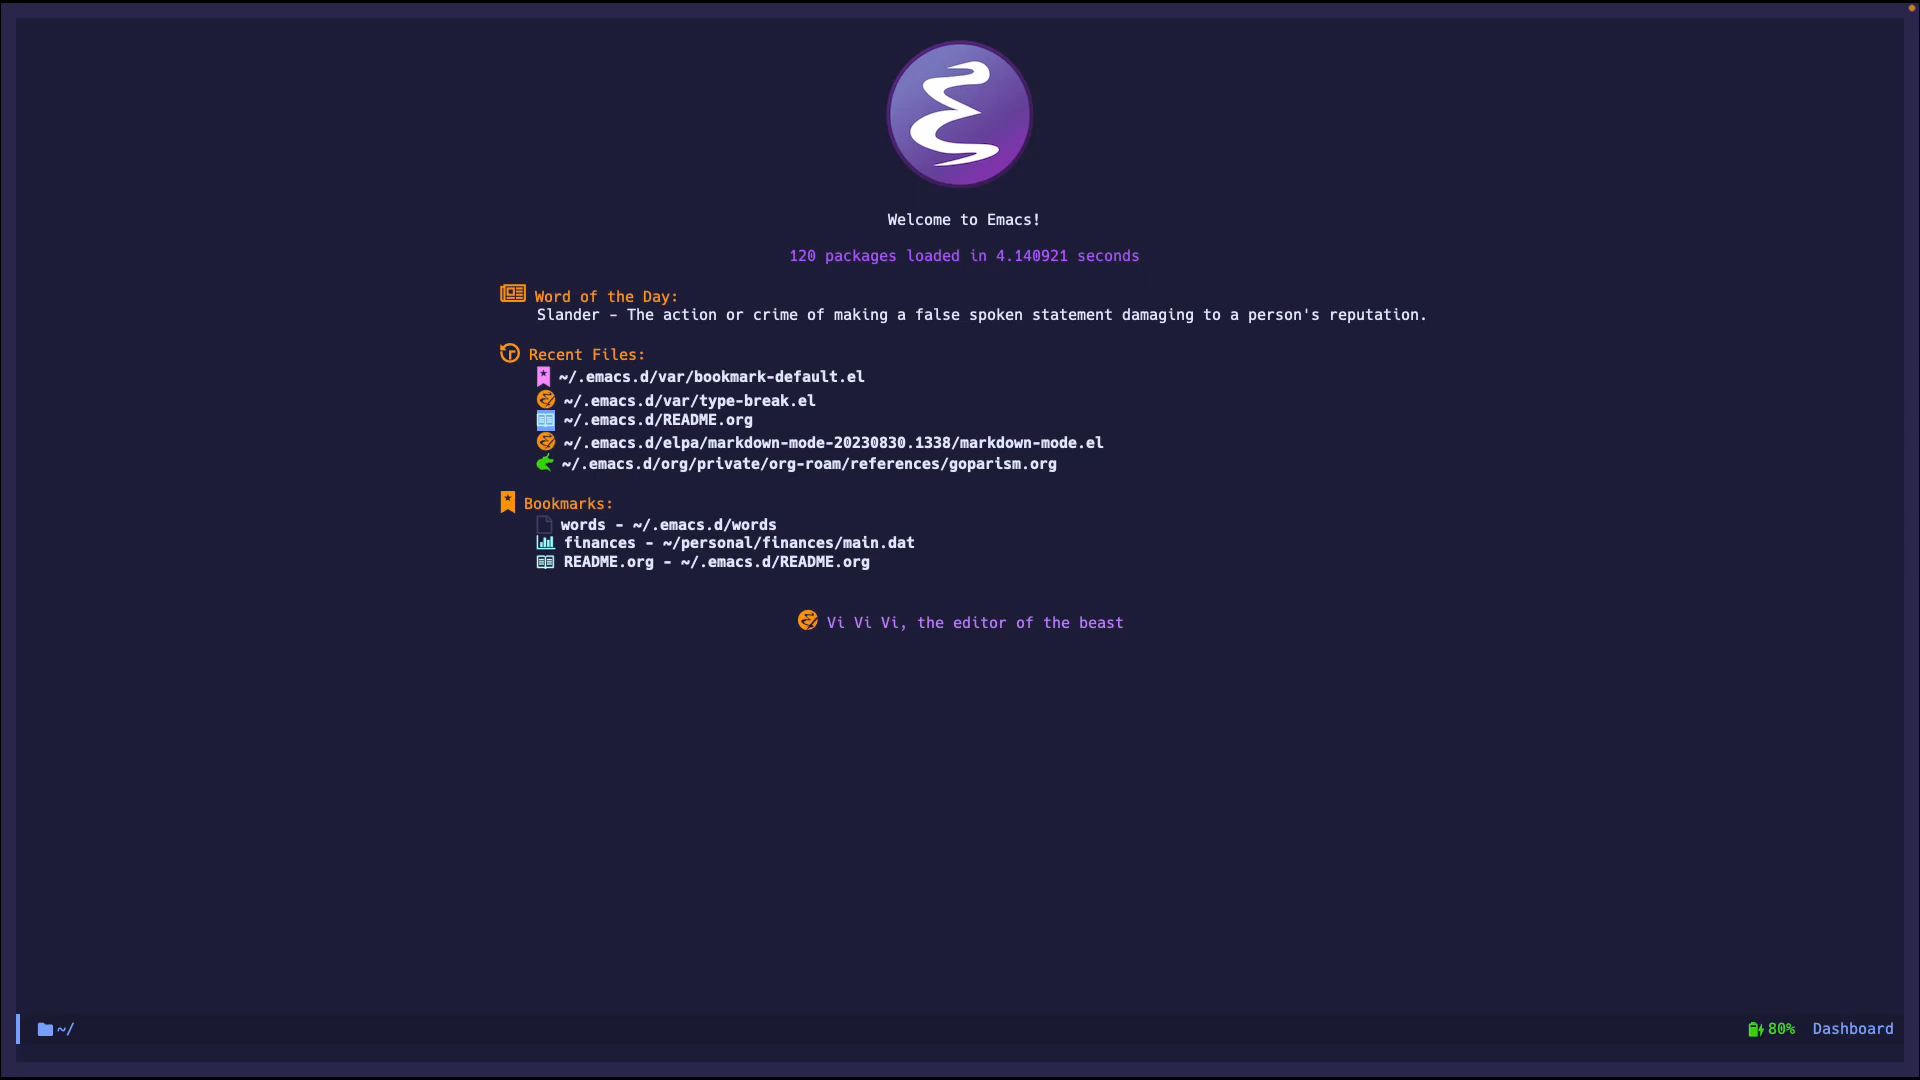 Welcome to Emacs!
120 packages loaded in 4.140921 seconds
Word of the Day:
Slander - The action or crime of making a false spoken statement damaging to a person's reputation.
Recent Files:
~/.emacs.d/var/bookmark-default.el
~/.emacs.d/var/type-break.el
~/.emacs.d/README.org
~/.emacs.d/elpa/markdown-mode-20230830.1338/markdown-mode.el
~/.emacs.d/org/private/org-roam/references/goparism.org
Bookmarks:
words - ~/.emacs.d/words
finances - ~/personal/finances/main.dat
README.org - ~/.emacs.d/README.org
Vi Vi Vi, the editor of the beast
~/ 80% Dashboard